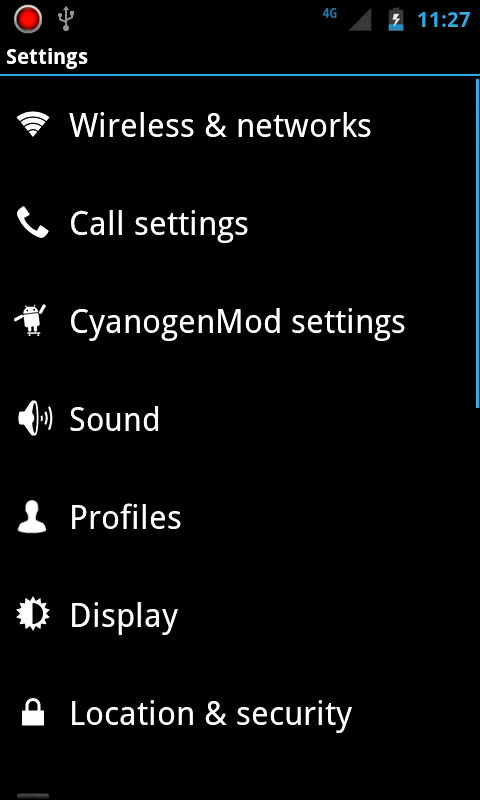 4G 11:27
Settings
Wireless & networks
Call settings
CyanogenMod settings
Sound
Profiles
Display
Location & security